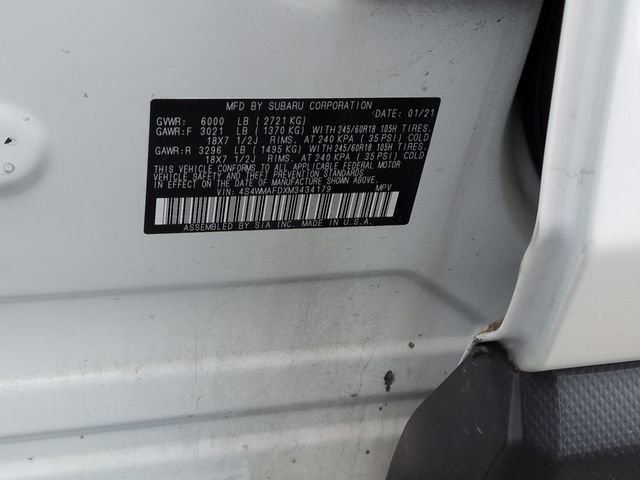 MFD BY SUBARU CORPORATION
GVWR: 6000 LB (2721 KG) DATE: 01/21
GAWR:F 3021 LB (1370 KG) WITH 245/60R18 105H TIRES.
18X7 1/2J RIMS. AT 240 KPA (35 PSI) COLD
GAWR:R 3296 LB (1495 KG) WITH 245/60R18 105H TIRES.
18X7 1/2J RIMS. AT 240 KPA (35 PSI) COLD
THIS VEHICLE CONFORMS TO ALL APPLICABLE FEDERAL MOTOR
VEHICLE SAFETY AND THEFT PREVENTION STANDARDS
IN EFFECT ON THE DATE OF MANUFACTURE SHOWN ABOVE.
VIN: 4S4WMAFDXM3434179 MPV
ASSEMBLED BY SIA INC. MADE IN U.S.A.